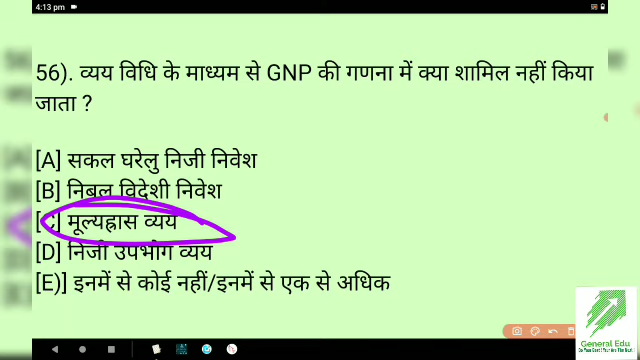 4:13 pm
56). व्यय विधि के माध्यम से GNP की गणना में क्या शामिल नहीं किया
जाता ?
[A] सकल घरेलु निजी निवेश
[B] निबल विदेशी निवेश
[C] मूल्यह्रास व्यय
[D] निजी उपभोग व्यय
[E)] इनमें से कोई नहीं/इनमें से एक से अधिक
General Edu